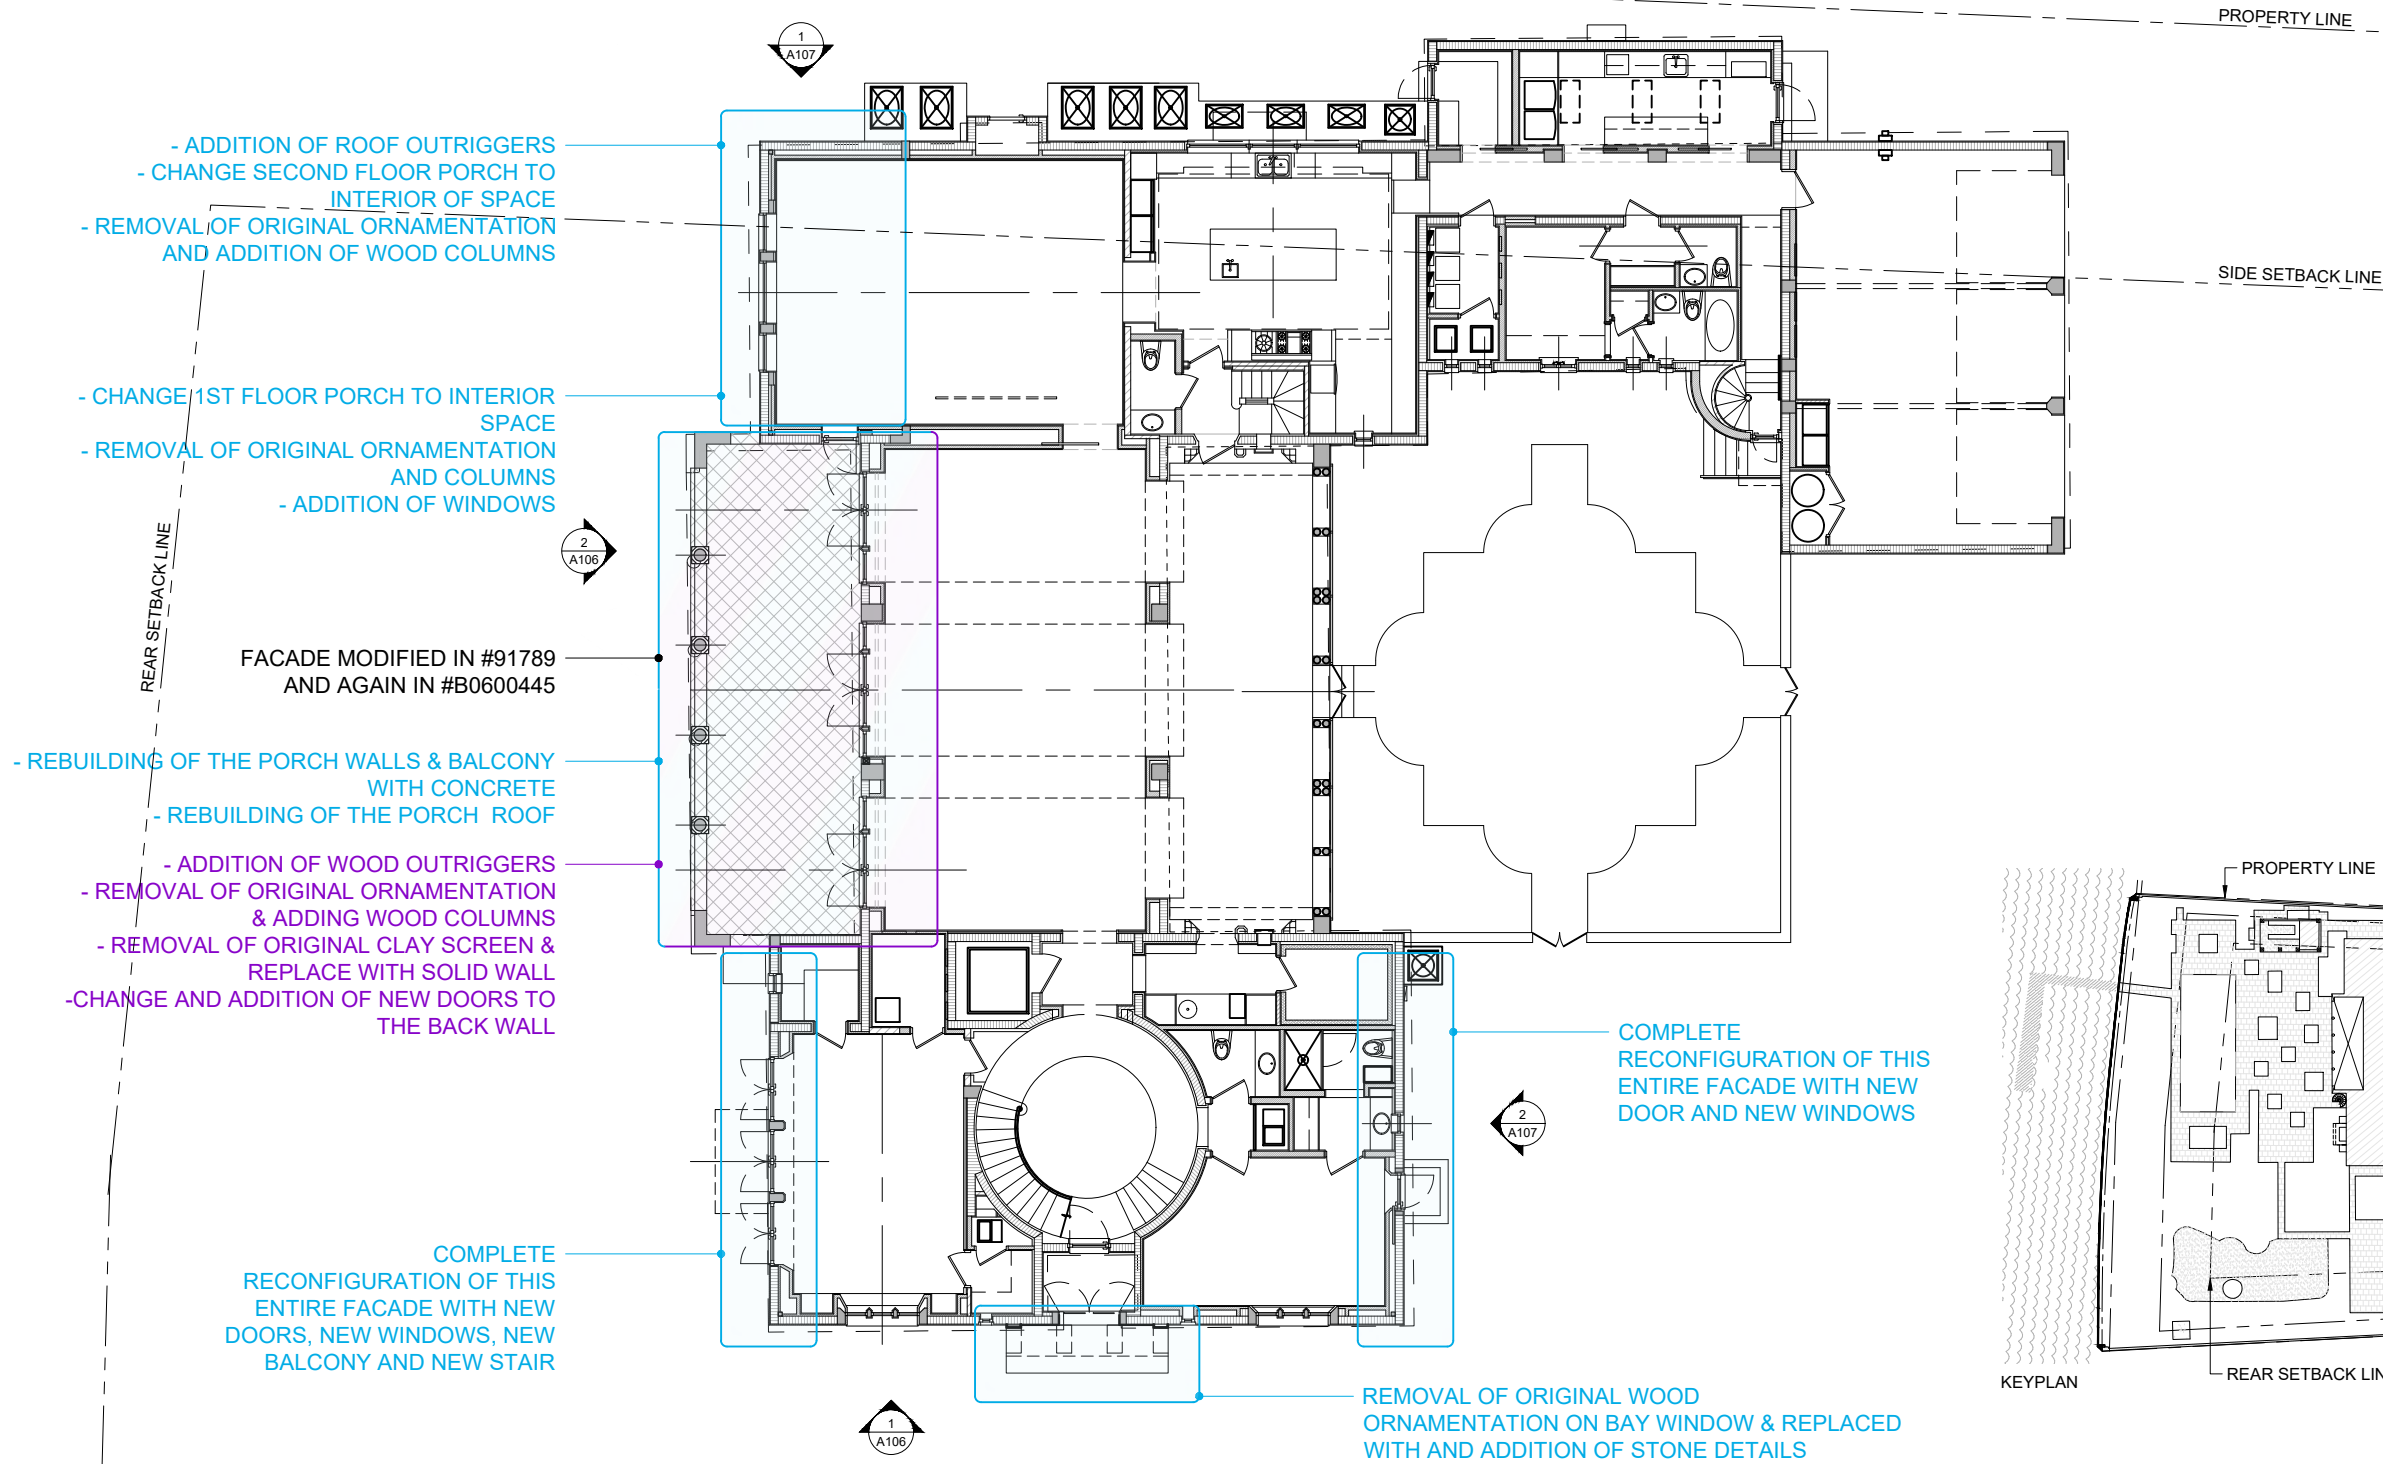 PROPERTY LINE
1
A107
- ADDITION OF ROOF OUTRIGGERS
- CHANGE SECOND FLOOR PORCH TO
INTERIOR OF SPACE
- REMOVAL OF ORIGINAL ORNAMENTATION
AND ADDITION OF WOOD COLUMNS
SIDE SETBACK LINE
- CHANGE 1ST FLOOR PORCH TO INTERIOR
SPACE
- REMOVAL OF ORIGINAL ORNAMENTATION
AND COLUMNS
- ADDITION OF WINDOWS
2
A106
REAR SETBACK LINE
FACADE MODIFIED IN #91789
AND AGAIN IN #B0600445
- REBUILDING OF THE PORCH WALLS & BALCONY
WITH CONCRETE
- REBUILDING OF THE PORCH ROOF
- ADDITION OF WOOD OUTRIGGERS
- REMOVAL OF ORIGINAL ORNAMENTATION
& ADDING WOOD COLUMNS
- REMOVAL OF ORIGINAL CLAY SCREEN &
REPLACE WITH SOLID WALL
-CHANGE AND ADDITION OF NEW DOORS TO
THE BACK WALL
PROPERTY LINE
COMPLETE
RECONFIGURATION OF THIS
ENTIRE FACADE WITH NEW
DOOR AND NEW WINDOWS
2
A107
COMPLETE
RECONFIGURATION OF THIS
ENTIRE FACADE WITH NEW
DOORS, NEW WINDOWS, NEW
BALCONY AND NEW STAIR
REAR SETBACK LIN
KEYPLAN
1
A106
REMOVAL OF ORIGINAL WOOD
ORNAMENTATION ON BAY WINDOW & REPLACED
WITH AND ADDITION OF STONE DETAILS